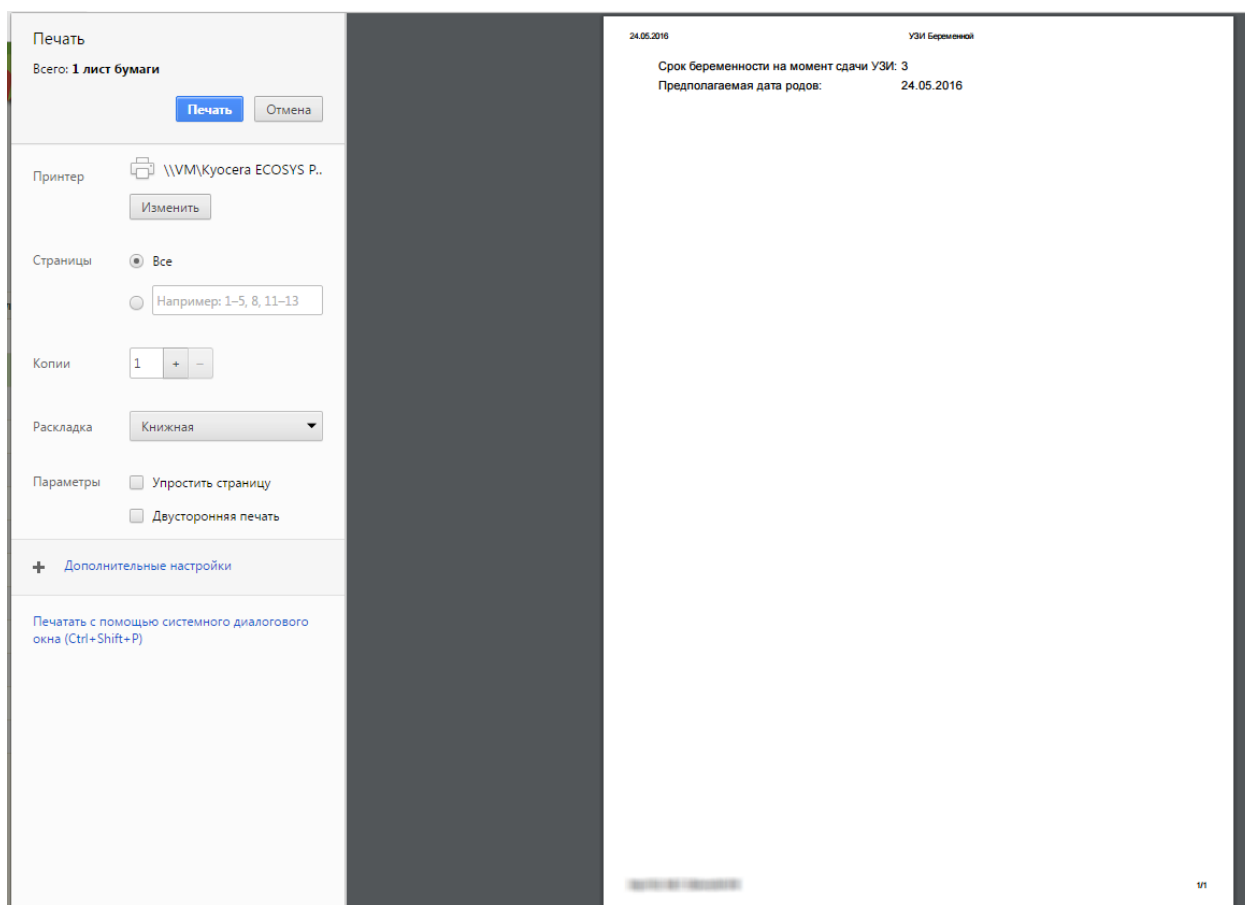 Печать
Всего: 1 лист бумаги
Печать Отмена
Принтер \\VM\Kyocera ECOSYS P..
Изменить
Страницы Все
Например: 1–5, 8, 11–13
Копии 1 + −
Раскладка Книжная
Параметры Упростить страницу
Двусторонняя печать
+ Дополнительные настройки
Печатать с помощью системного диалогового
окна (Ctrl+Shift+P)
24.05.2016 УЗИ Беременной
Срок беременности на момент сдачи УЗИ: 3
Предполагаемая дата родов: 24.05.2016
1/1